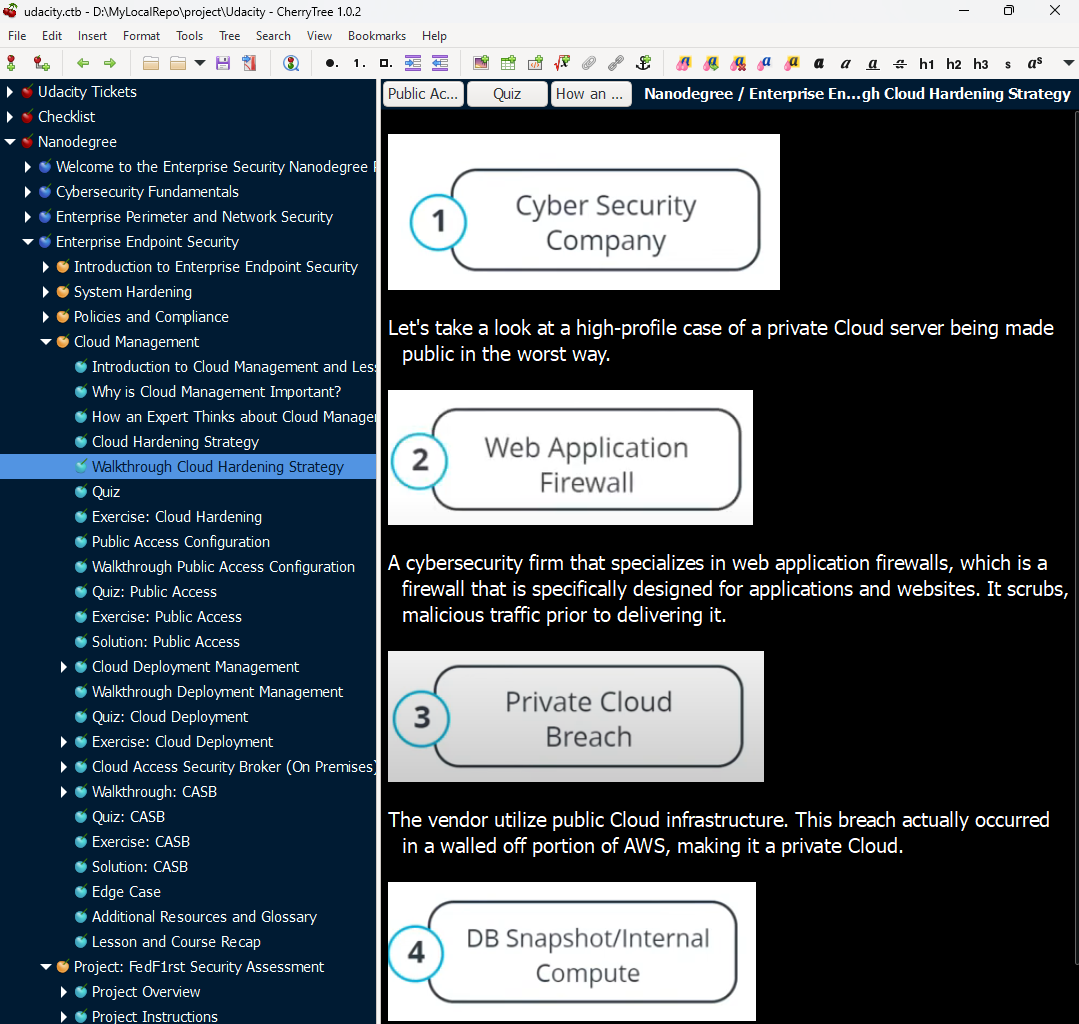 udacity.ctb - D:\MyLocalRepo\project\Udacity - CherryTree 1.0.2
File Edit Insert Format Tools Tree Search View Bookmarks Help
1. a a a a a a a a a h1 h2 h3 s aˢ
Udacity Tickets
Checklist
Nanodegree
Welcome to the Enterprise Security Nanodegree
Cybersecurity Fundamentals
Enterprise Perimeter and Network Security
Enterprise Endpoint Security
Introduction to Enterprise Endpoint Security
System Hardening
Policies and Compliance
Cloud Management
Introduction to Cloud Management and Les
Why is Cloud Management Important?
How an Expert Thinks about Cloud Manage
Cloud Hardening Strategy
Walkthrough Cloud Hardening Strategy
Quiz
Exercise: Cloud Hardening
Public Access Configuration
Walkthrough Public Access Configuration
Quiz: Public Access
Exercise: Public Access
Solution: Public Access
Cloud Deployment Management
Walkthrough Deployment Management
Quiz: Cloud Deployment
Exercise: Cloud Deployment
Cloud Access Security Broker (On Premises)
Walkthrough: CASB
Quiz: CASB
Exercise: CASB
Solution: CASB
Edge Case
Additional Resources and Glossary
Lesson and Course Recap
Project: FedF1rst Security Assessment
Project Overview
Project Instructions
Public Ac... Quiz How an ... Nanodegree / Enterprise En...gh Cloud Hardening Strategy
1 Cyber Security
Company
Let's take a look at a high-profile case of a private Cloud server being made
public in the worst way.
2 Web Application
Firewall
A cybersecurity firm that specializes in web application firewalls, which is a
firewall that is specifically designed for applications and websites. It scrubs,
malicious traffic prior to delivering it.
3 Private Cloud
Breach
The vendor utilize public Cloud infrastructure. This breach actually occurred
in a walled off portion of AWS, making it a private Cloud.
4 DB Snapshot/Internal
Compute